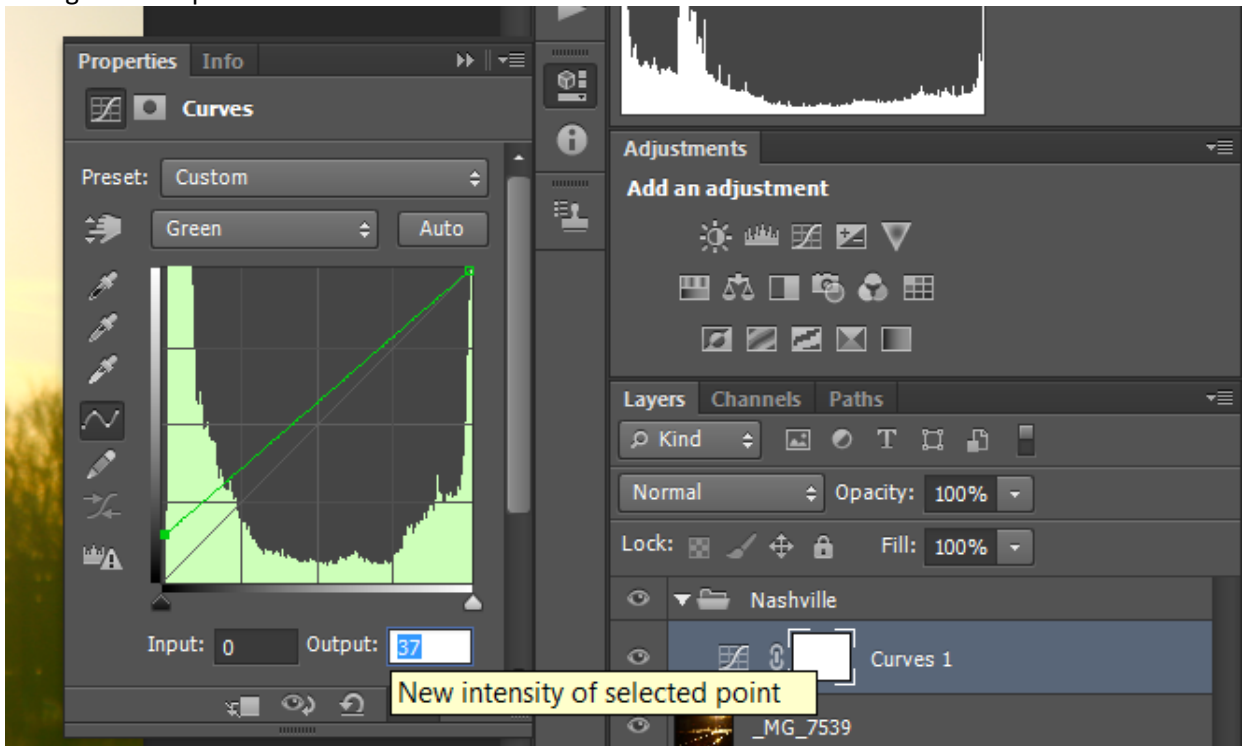 Properties Info
Curves
Preset: Custom
Green Auto
Input: 0 Output: 37
New intensity of selected point
Adjustments
Add an adjustment
Layers Channels Paths
Kind
Normal Opacity: 100%
Lock: Fill: 100%
Nashville
Curves 1
_MG_7539